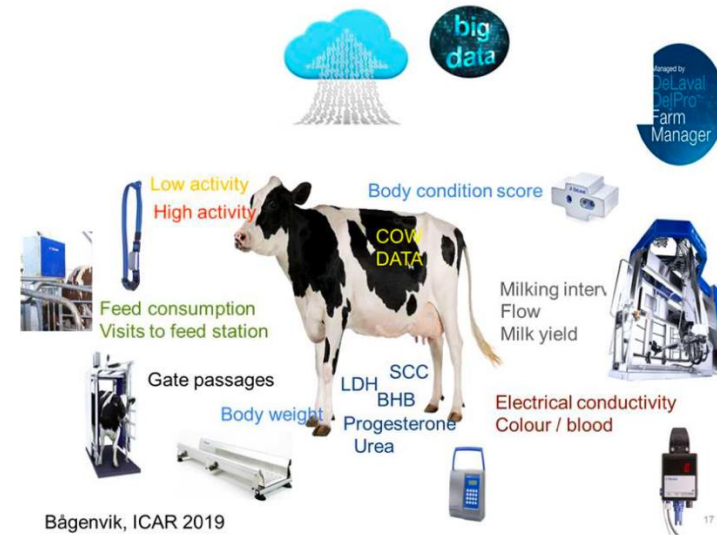 big
data
Managed by
DeLaval
DelPro™
Farm
Manager
Low activity
High activity
Body condition score
COW
DATA
Feed consumption
Visits to feed station
Milking interv
Flow
Milk yield
Gate passages
LDH
SCC
BHB
Body weight
Progesterone
Urea
Electrical conductivity
Colour / blood
Bågenvik, ICAR 2019
17